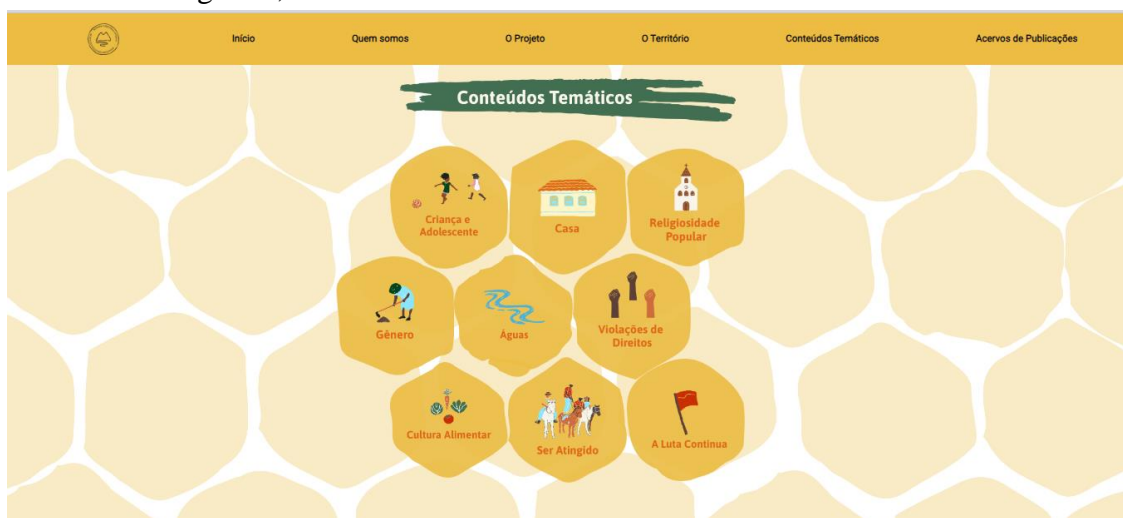 Início Quem somos O Projeto O Território Conteúdos Temáticos Acervos de Publicações
Conteúdos Temáticos
Criança e
Adolescente
Casa
Religiosidade
Popular
Gênero
Águas
Violações de
Direitos
Cultura Alimentar
Ser Atingido
A Luta Continua